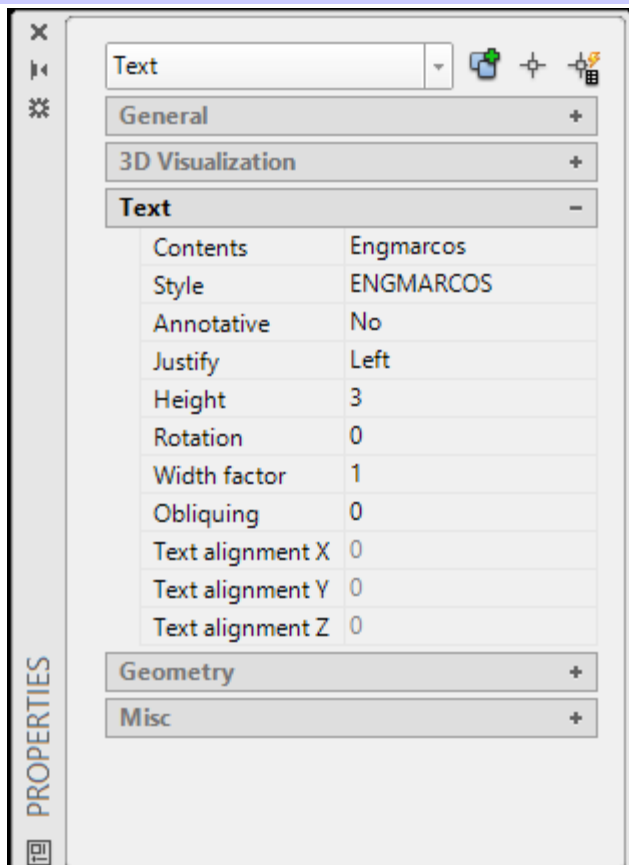 Text
General
3D Visualization
Text
Contents Engmarcos
Style ENGMARCOS
Annotative No
Justify Left
Height 3
Rotation 0
Width factor 1
Obliquing 0
Text alignment X 0
Text alignment Y 0
Text alignment Z 0
Geometry
Misc
PROPERTIES